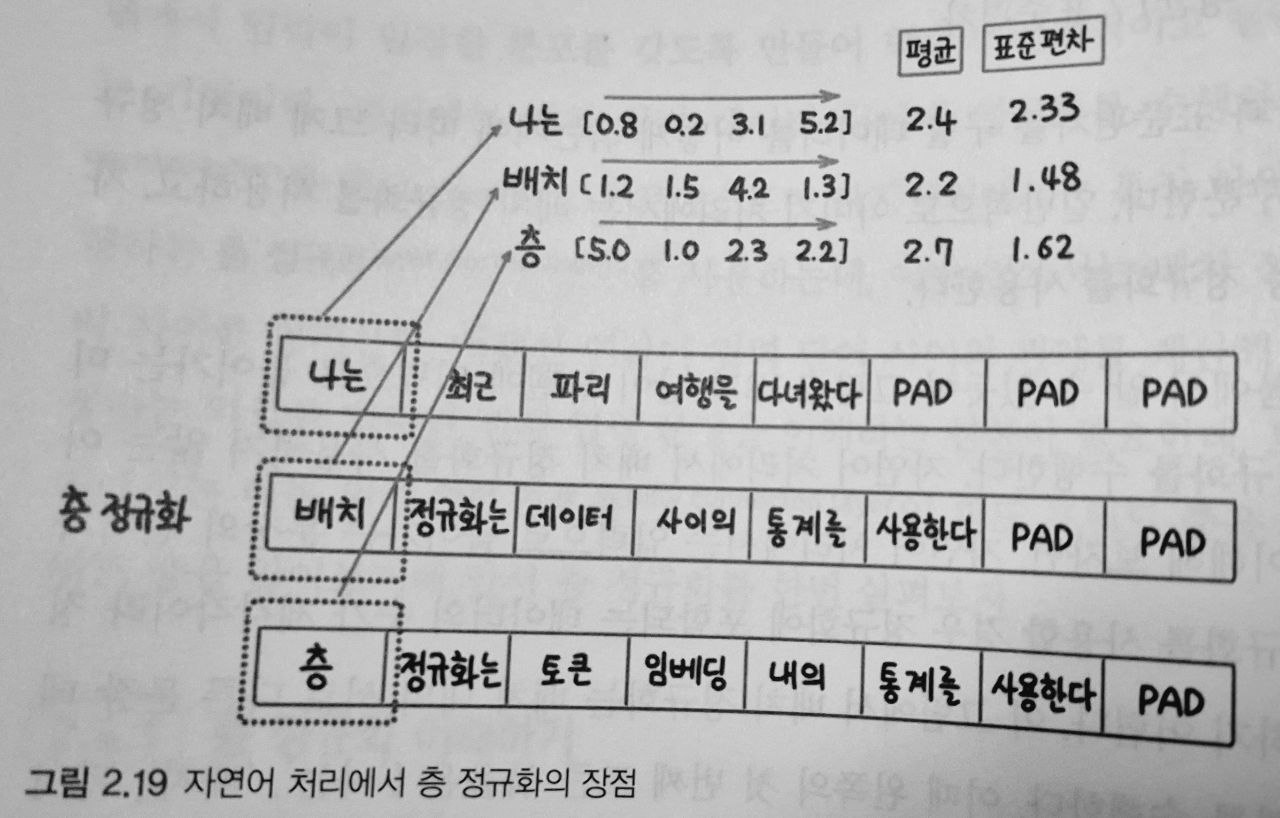 평균 표준편차
나는 [0.8 0.2 3.1 5.2] 2.4 2.33
배치 [1.2 1.5 4.2 1.3] 2.2 1.48
층 [5.0 1.0 2.3 2.2] 2.7 1.62
나는 최근 파리 여행을 다녀왔다 PAD PAD PAD
층 정규화
배치 정규화는 데이터 사이의 통계를 사용한다 PAD PAD
층 정규화는 토큰 임베딩 내의 통계를 사용한다 PAD
그림 2.19 자연어 처리에서 층 정규화의 장점